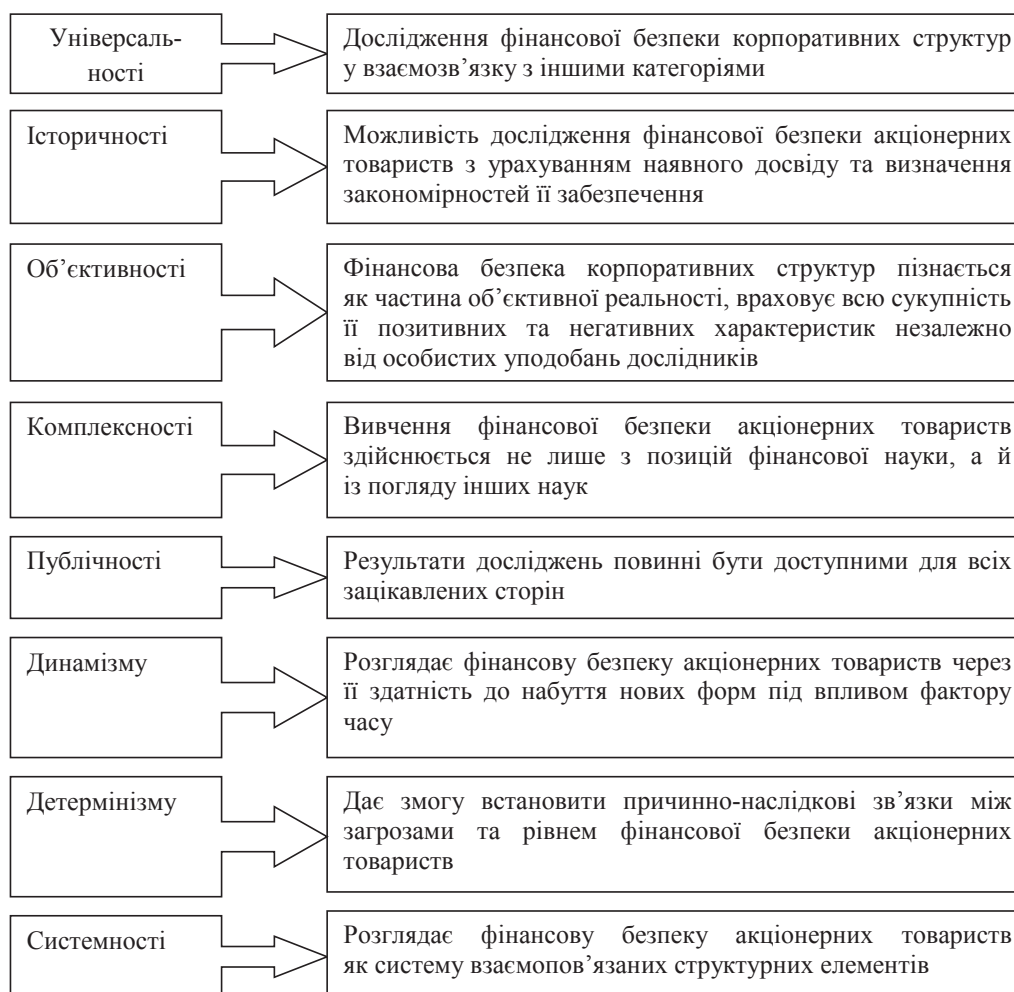 Універсаль-
ності
Дослідження фінансової безпеки корпоративних структур
у взаємозв’язку з іншими категоріями
Історичності
Можливість дослідження фінансової безпеки акціонерних
товариств з урахуванням наявного досвіду та визначення
закономірностей її забезпечення
Об’єктивності
Фінансова безпека корпоративних структур пізнається
як частина об’єктивної реальності, враховує всю сукупність
її позитивних та негативних характеристик незалежно
від особистих уподобань дослідників
Комплексності
Вивчення фінансової безпеки акціонерних товариств
здійснюється не лише з позицій фінансової науки, а й
із погляду інших наук
Публічності
Результати досліджень повинні бути доступними для всіх
зацікавлених сторін
Динамізму
Розглядає фінансову безпеку акціонерних товариств через
її здатність до набуття нових форм під впливом фактору
часу
Детермінізму
Дає змогу встановити причинно-наслідкові зв’язки між
загрозами та рівнем фінансової безпеки акціонерних
товариств
Системності
Розглядає фінансову безпеку акціонерних товариств
як систему взаємопов’язаних структурних елементів